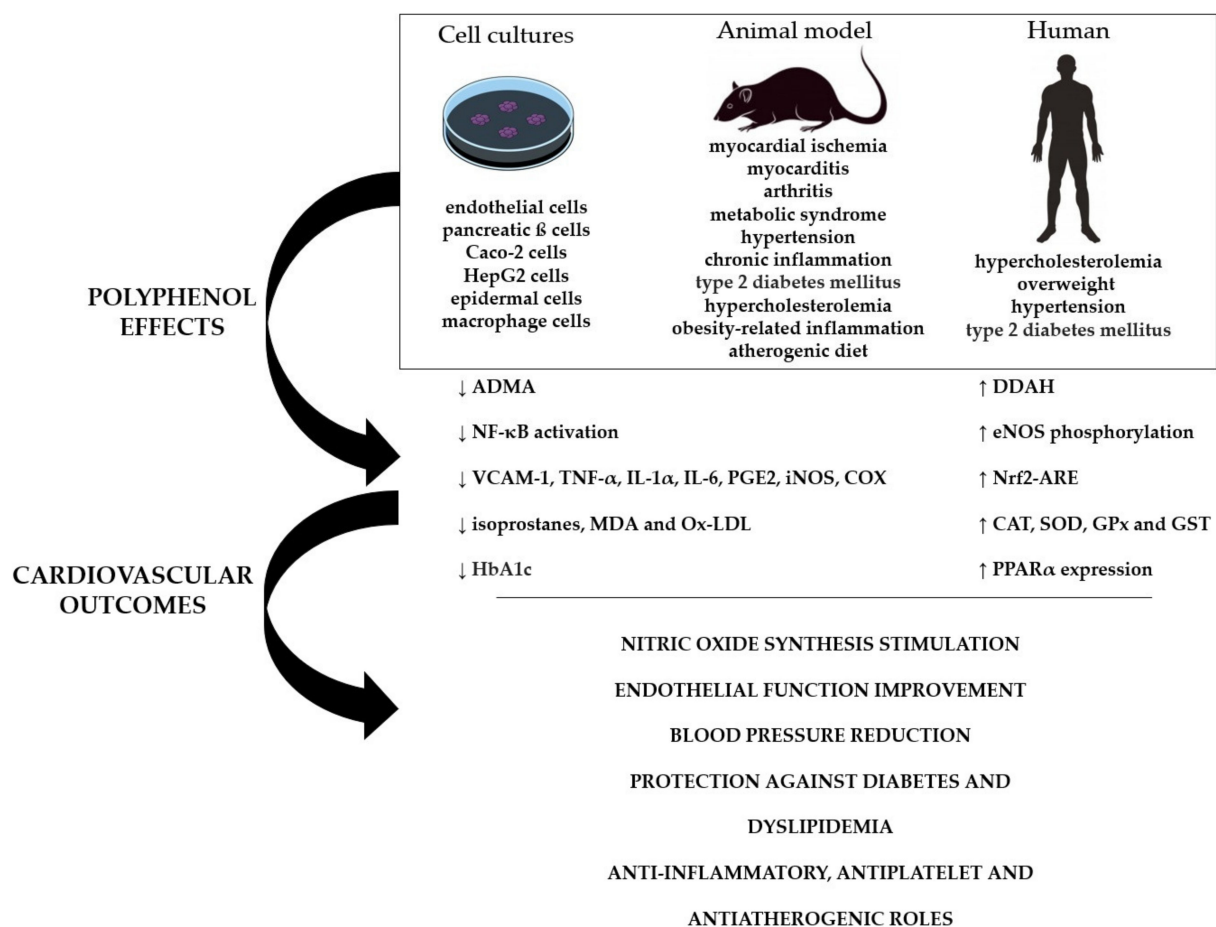 Cell cultures
Animal model
Human
endothelial cells
pancreatic ß cells
Caco-2 cells
HepG2 cells
epidermal cells
macrophage cells
myocardial ischemia
myocarditis
arthritis
metabolic syndrome
hypertension
chronic inflammation
type 2 diabetes mellitus
hypercholesterolemia
obesity-related inflammation
atherogenic diet
hypercholesterolemia
overweight
hypertension
type 2 diabetes mellitus
POLYPHENOL
EFFECTS
↓ ADMA
↓ NF-κB activation
↓ VCAM-1, TNF-α, IL-1α, IL-6, PGE2, iNOS, COX
↓ isoprostanes, MDA and Ox-LDL
↓ HbA1c
↑ DDAH
↑ eNOS phosphorylation
↑ Nrf2-ARE
↑ CAT, SOD, GPx and GST
↑ PPARα expression
CARDIOVASCULAR
OUTCOMES
NITRIC OXIDE SYNTHESIS STIMULATION
ENDOTHELIAL FUNCTION IMPROVEMENT
BLOOD PRESSURE REDUCTION
PROTECTION AGAINST DIABETES AND
DYSLIPIDEMIA
ANTI-INFLAMMATORY, ANTIPLATELET AND
ANTIATHEROGENIC ROLES